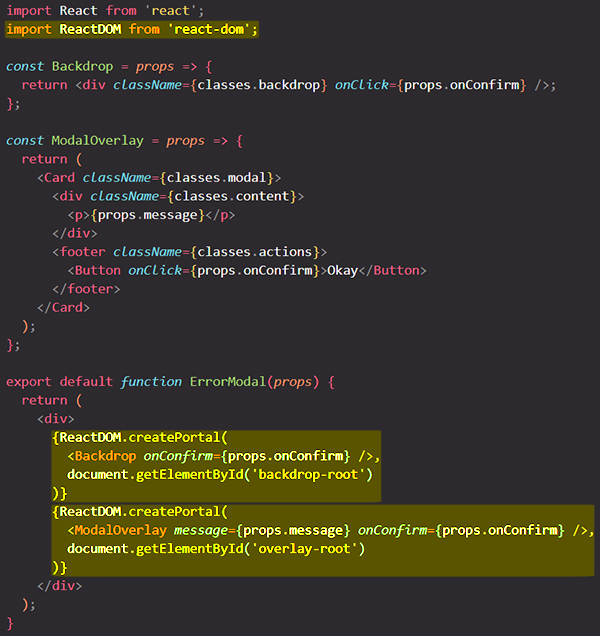 import React from 'react';
import ReactDOM from 'react-dom';

const Backdrop = props => {
  return <div className={classes.backdrop} onClick={props.onConfirm} />;
};

const ModalOverlay = props => {
  return (
    <Card className={classes.modal}>
      <div className={classes.content}>
        <p>{props.message}</p>
      </div>
      <footer className={classes.actions}>
        <Button onClick={props.onConfirm}>Okay</Button>
      </footer>
    </Card>
  );
};

export default function ErrorModal(props) {
  return (
    <div>
      {ReactDOM.createPortal(
        <Backdrop onConfirm={props.onConfirm} />,
        document.getElementById('backdrop-root')
      )}
      {ReactDOM.createPortal(
        <ModalOverlay message={props.message} onConfirm={props.onConfirm} />,
        document.getElementById('overlay-root')
      )}
    </div>
  );
}